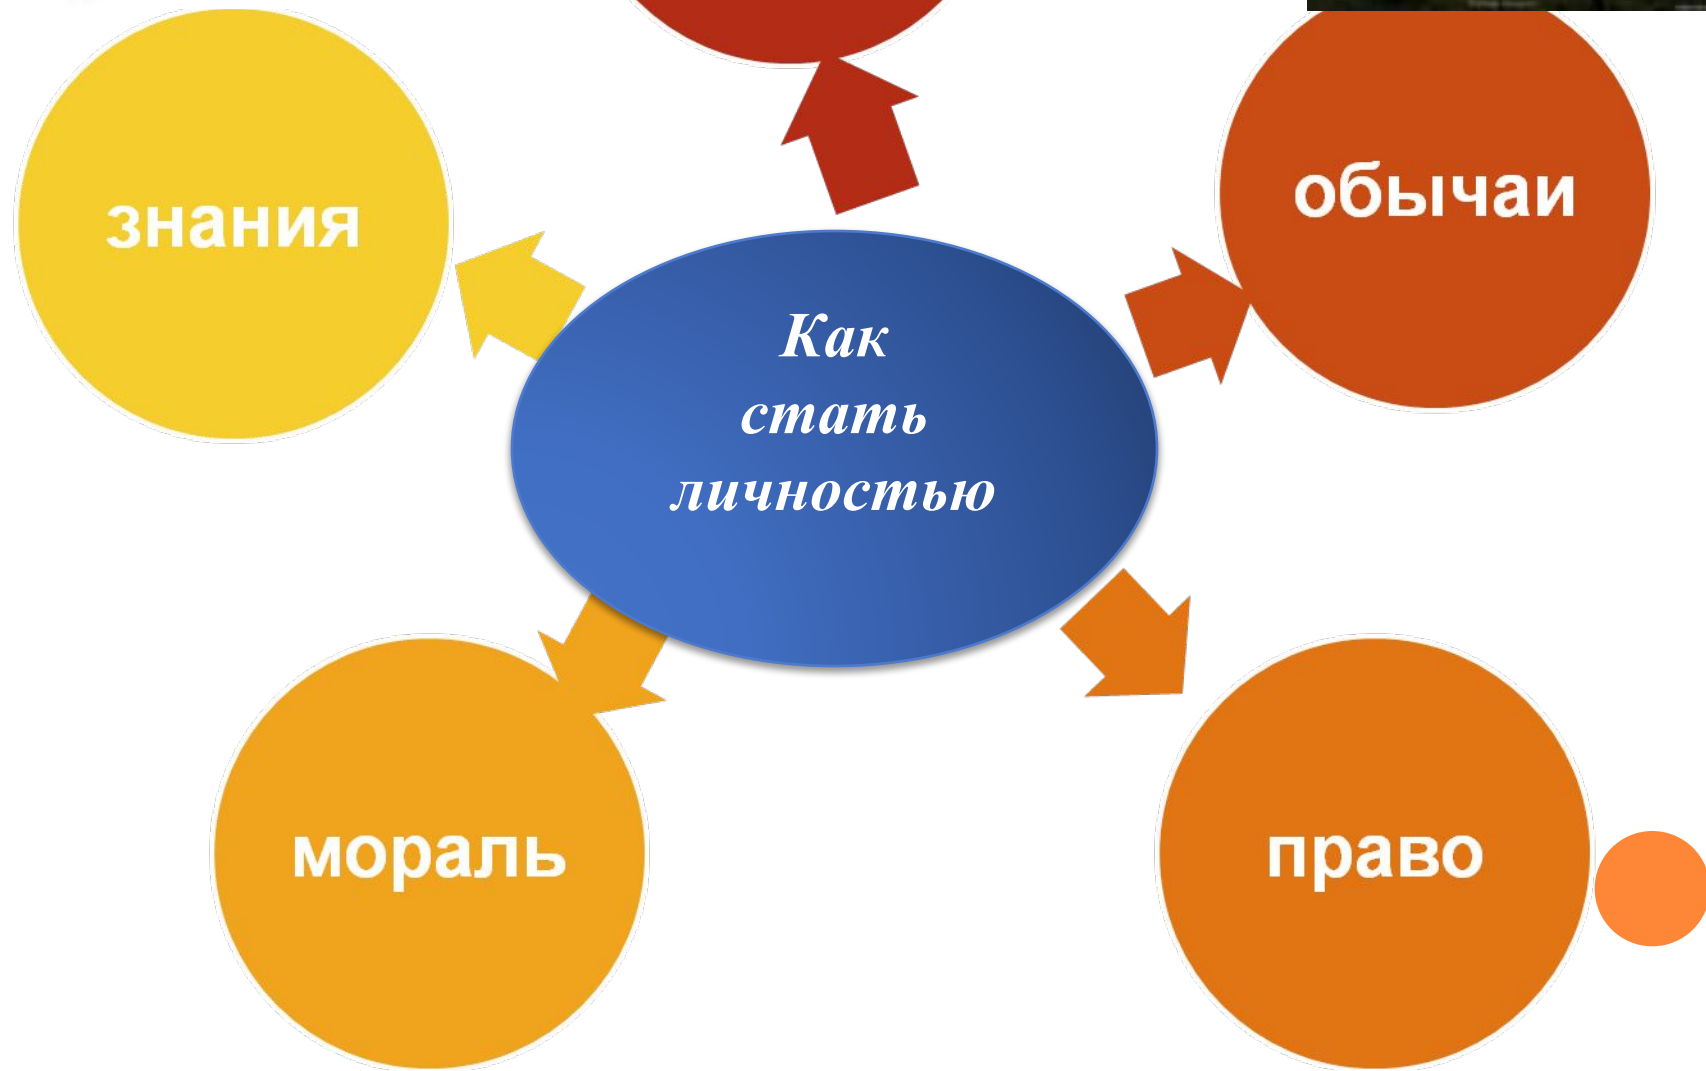 знания
обычаи
Как
стать
личностью
мораль
право